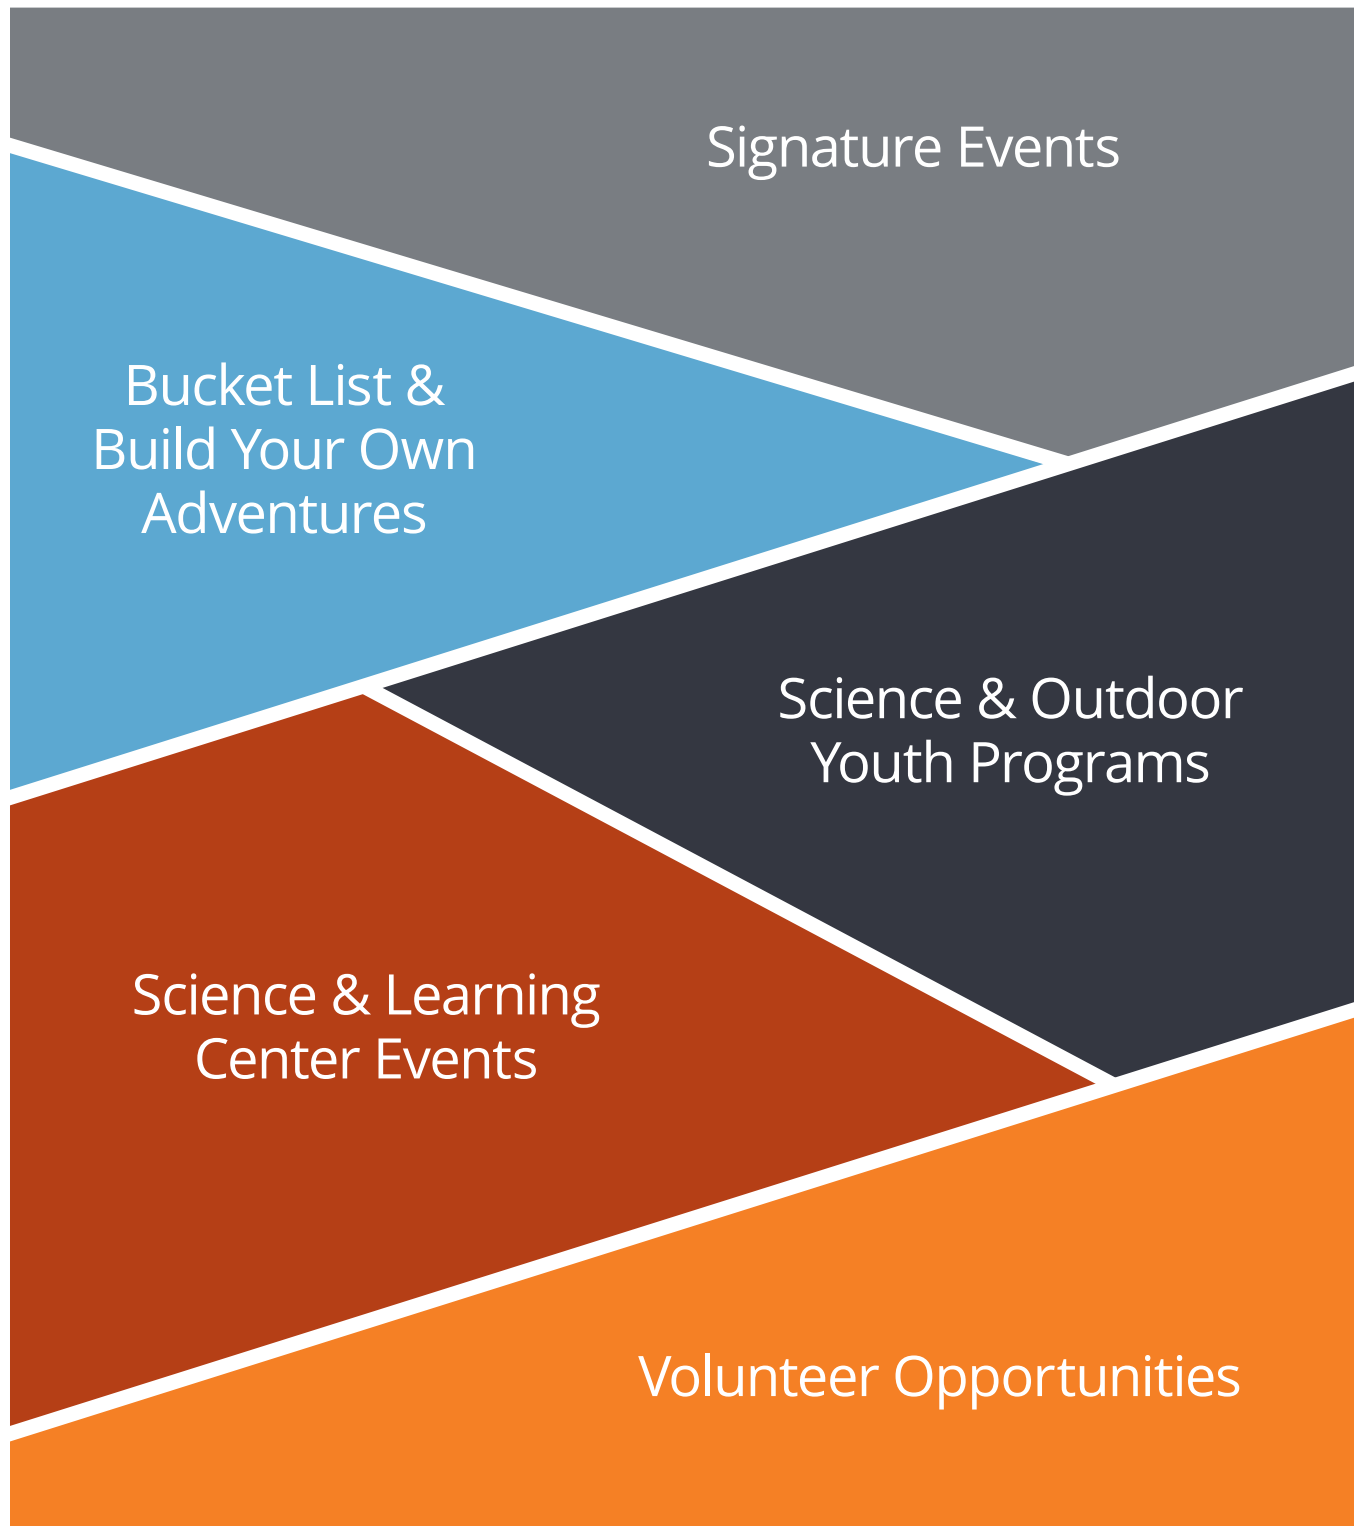 Signature Events
Bucket List &
Build Your Own
Adventures
Science & Outdoor
Youth Programs
Science & Learning
Center Events
Volunteer Opportunities